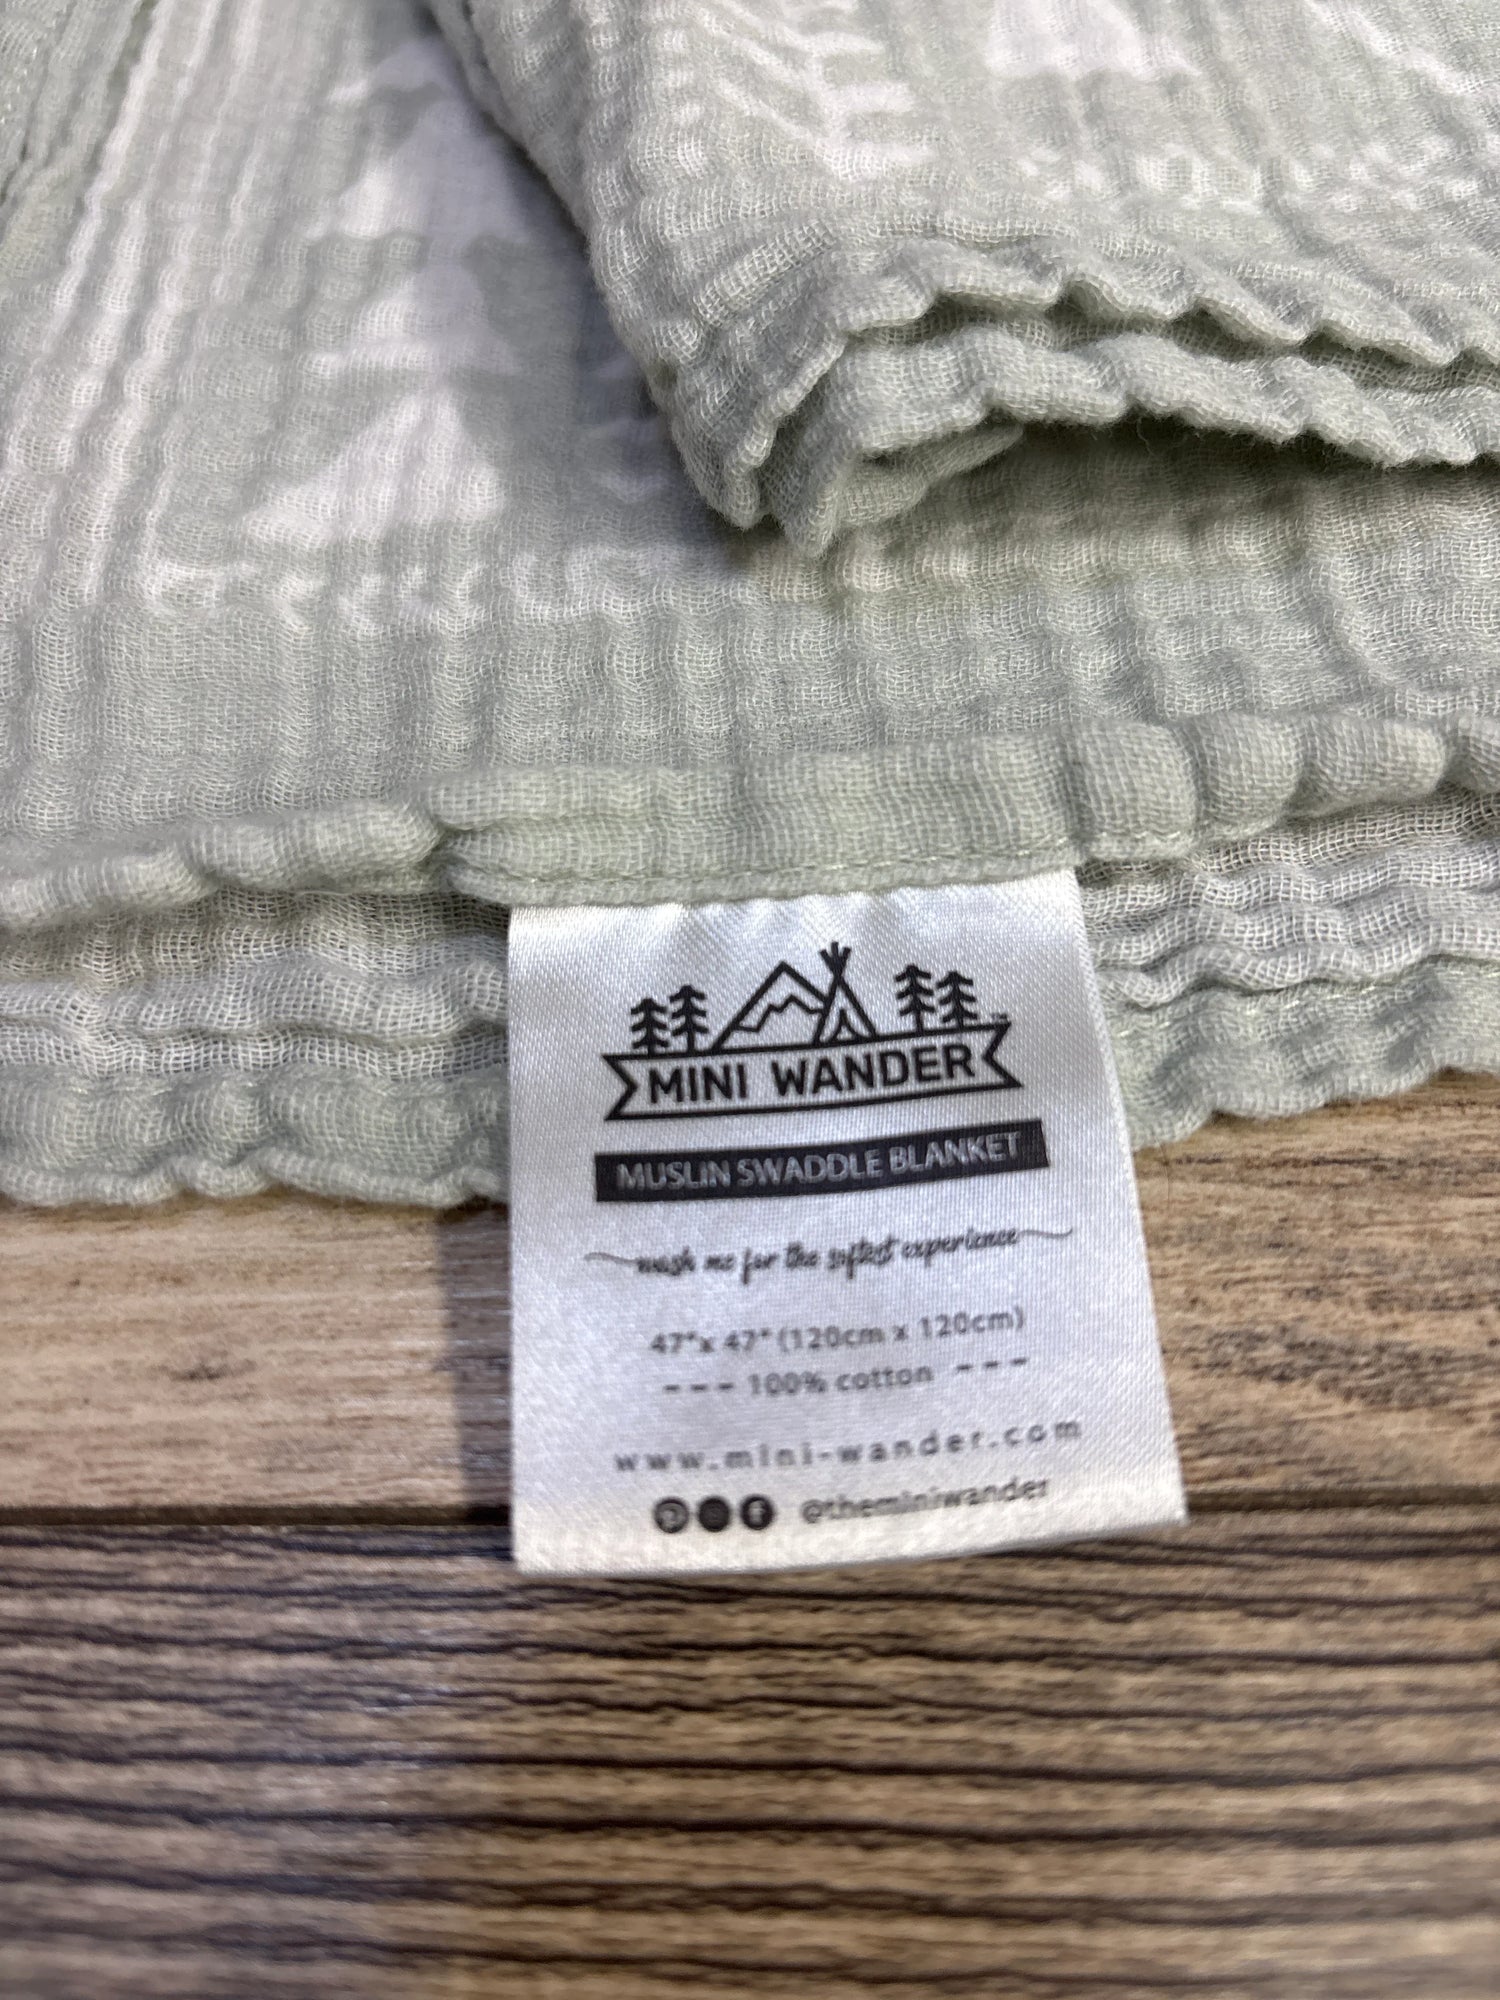 MINI WANDER™
MUSLIN SWADDLE BLANKET
wash me for the softest experience
47"x 47" (120cm x 120cm)
--- 100% cotton ---
www.mini-wander.com
@theminiwander